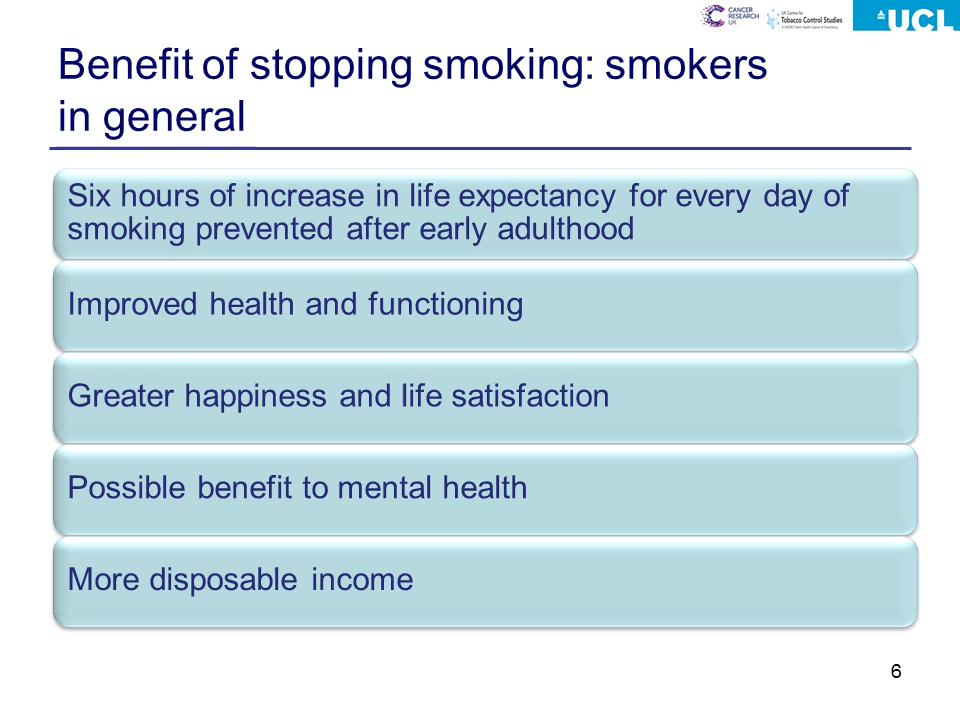 CANCER
RESEARCH
UK
UK Centre for
Tobacco Control Studies
UCL
Benefit of stopping smoking: smokers
in general
Six hours of increase in life expectancy for every day of
smoking prevented after early adulthood
Improved health and functioning
Greater happiness and life satisfaction
Possible benefit to mental health
More disposable income
6